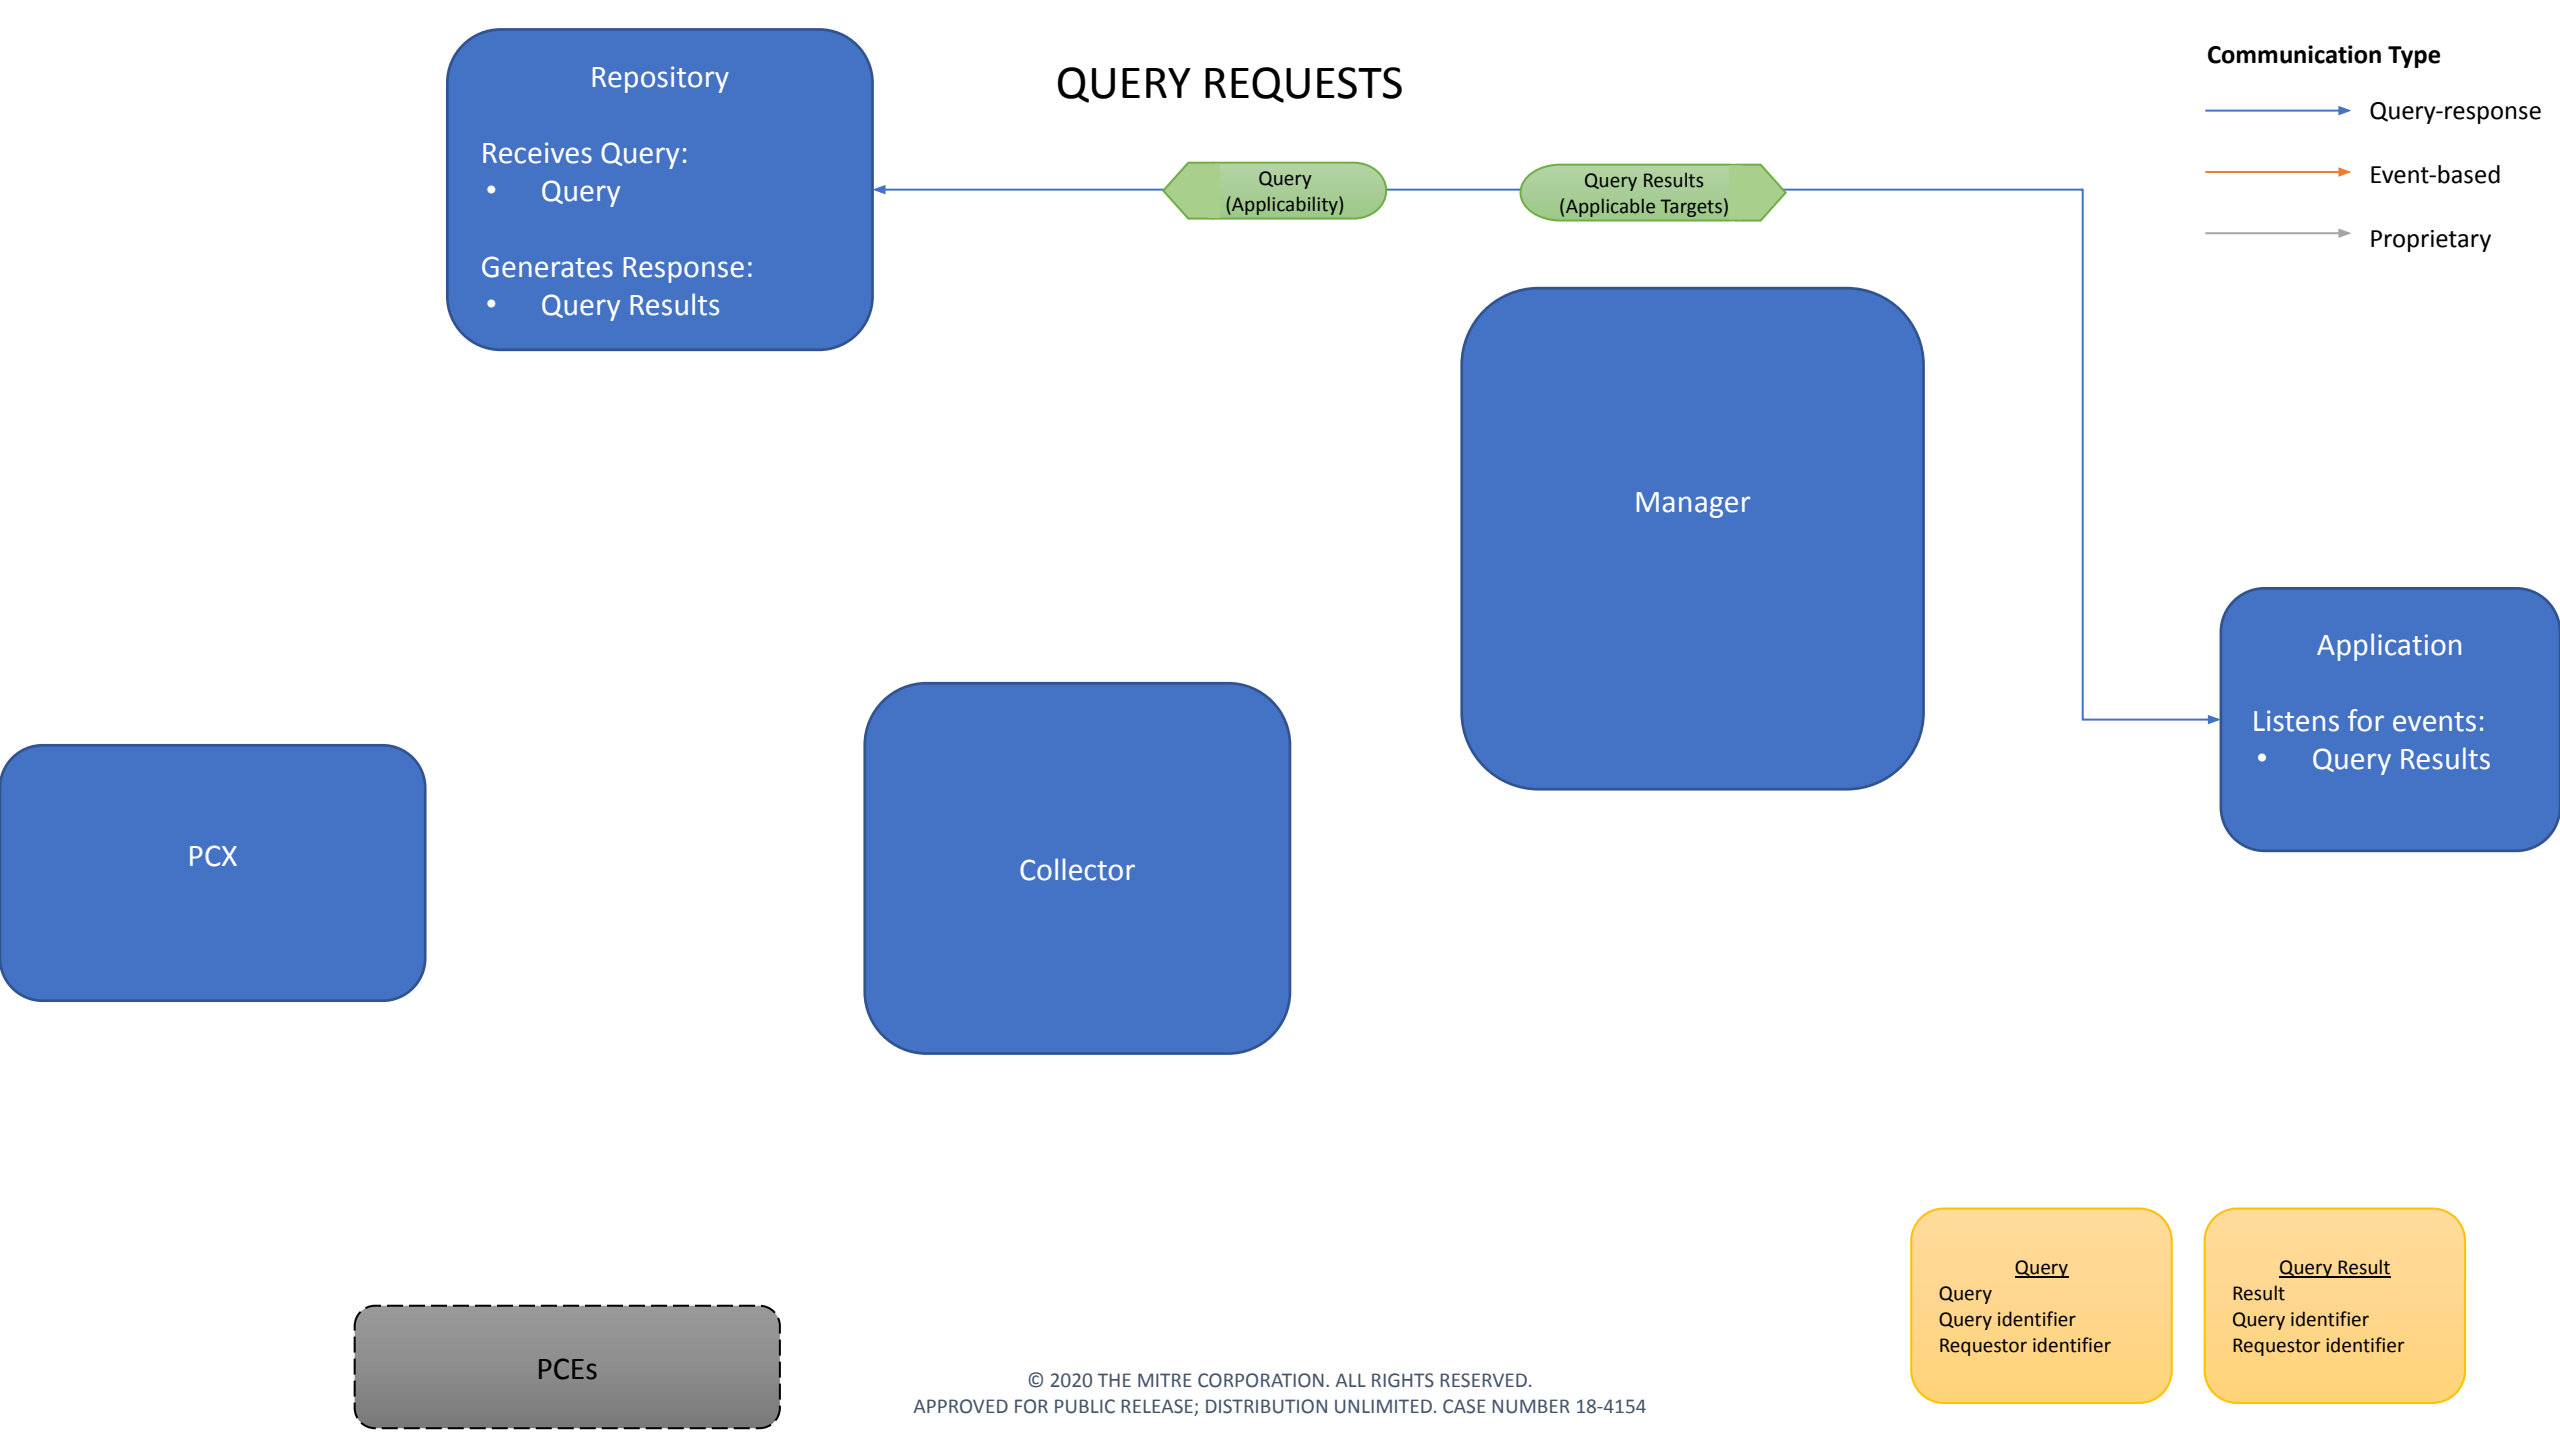 QUERY REQUESTS
Repository
Receives Query:
• Query
Generates Response:
• Query Results
Query
(Applicability)
Query Results
(Applicable Targets)
Communication Type
Query-response
Event-based
Proprietary
Manager
Application
Listens for events:
• Query Results
PCX
Collector
PCEs
Query
Query
Query identifier
Requestor identifier
Query Result
Result
Query identifier
Requestor identifier
© 2020 THE MITRE CORPORATION. ALL RIGHTS RESERVED.
APPROVED FOR PUBLIC RELEASE; DISTRIBUTION UNLIMITED. CASE NUMBER 18-4154